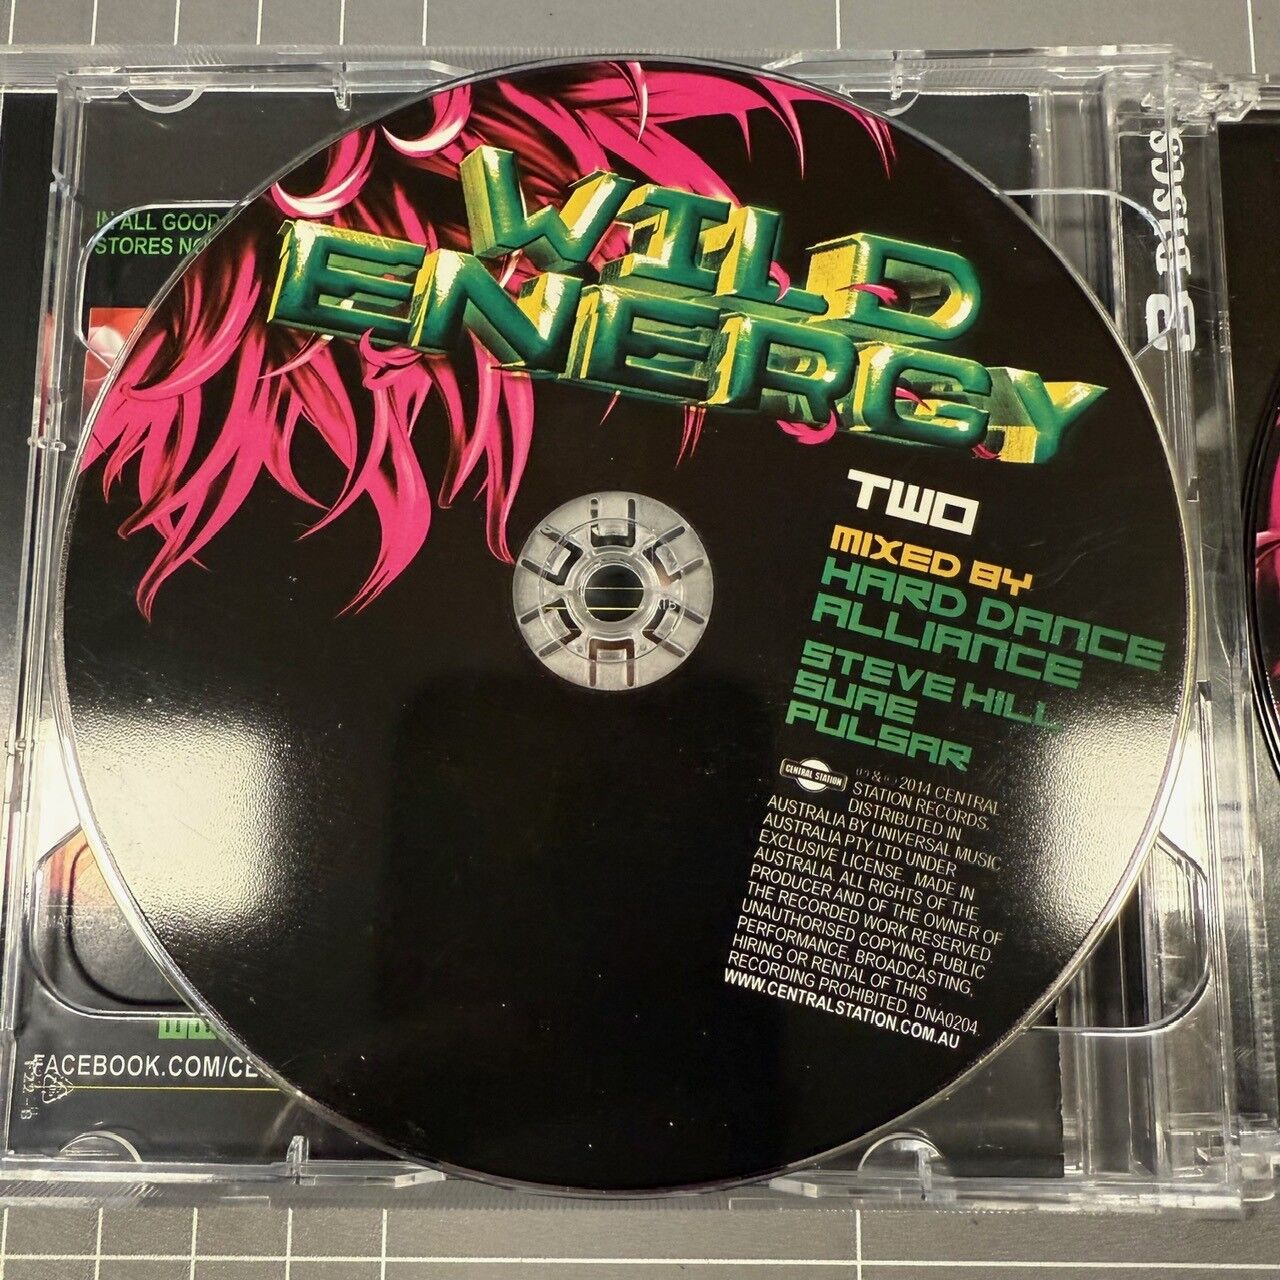 WILD
ENERGY
TWO
MIXED BY
HARD DANCE
ALLIANCE
STEVE HILL
SURE
PULSAR
CENTRAL STATION
(P) & (C) 2014 CENTRAL
STATION RECORDS.
DISTRIBUTED IN
AUSTRALIA BY UNIVERSAL MUSIC
AUSTRALIA PTY LTD UNDER
EXCLUSIVE LICENSE. MADE IN
AUSTRALIA. ALL RIGHTS OF THE
PRODUCER AND OF THE OWNER OF
THE RECORDED WORK RESERVED.
UNAUTHORISED COPYING, PUBLIC
PERFORMANCE, BROADCASTING,
HIRING OR RENTAL OF THIS
RECORDING PROHIBITED. DNA0204.
WWW.CENTRALSTATION.COM.AU
IN ALL GOOD
STORES NO
FACEBOOK.COM/CE
3 DISCS